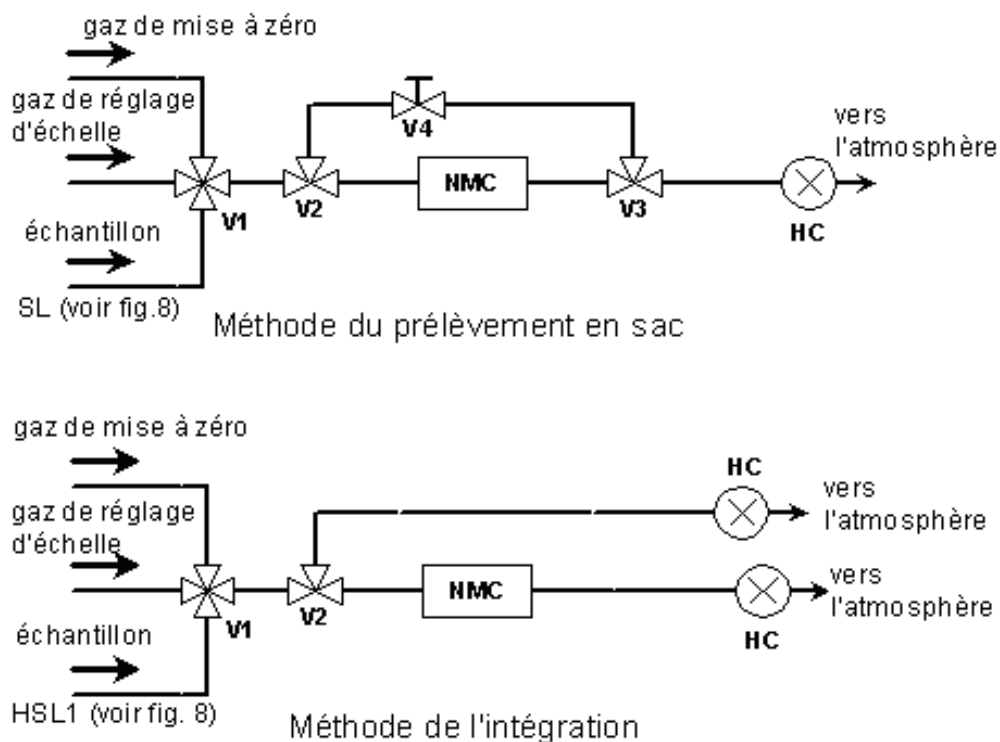 gaz de mise à zéro
gaz de réglage
d'échelle
V4
vers
l'atmosphère
NMC
V1
V2
V3
HC
échantillon
SL (voir fig.8)
Méthode du prélèvement en sac
gaz de mise à zéro
HC
vers
l'atmosphère
gaz de réglage
d'échelle
NMC
vers
l'atmosphère
V1
V2
HC
échantillon
HSL1 (voir fig. 8)
Méthode de l'intégration